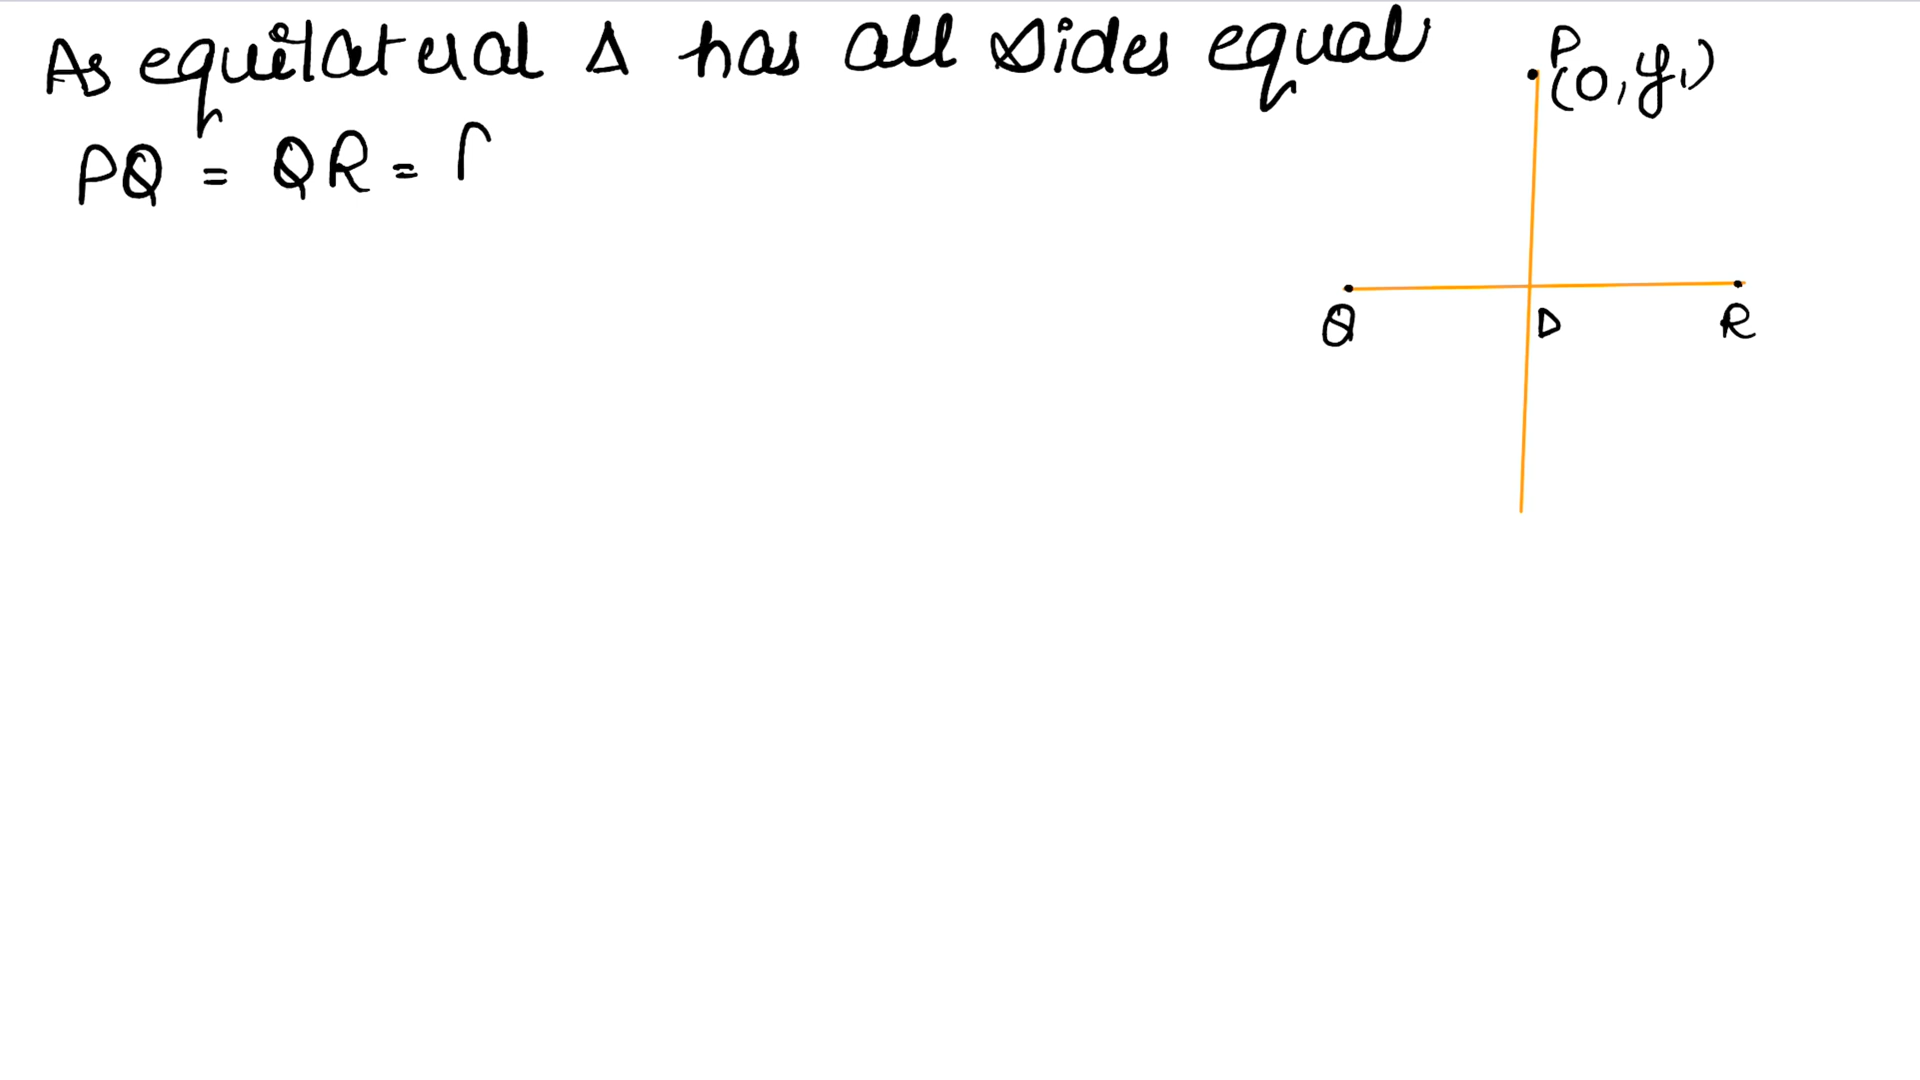 As equilateral Δ has all sides equal
PQ = QR =
P
(0, y₁)
Q
D
R